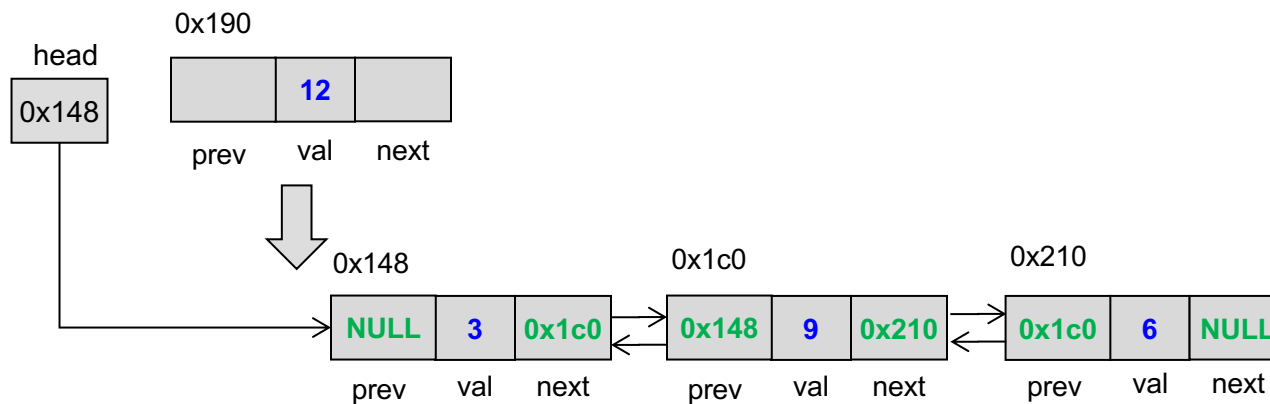 0x190
head
0x148
12
prev val next
0x148
0x1c0
0x210
NULL 3 0x1c0
0x148 9 0x210
0x1c0 6 NULL
prev val next
prev val next
prev val next